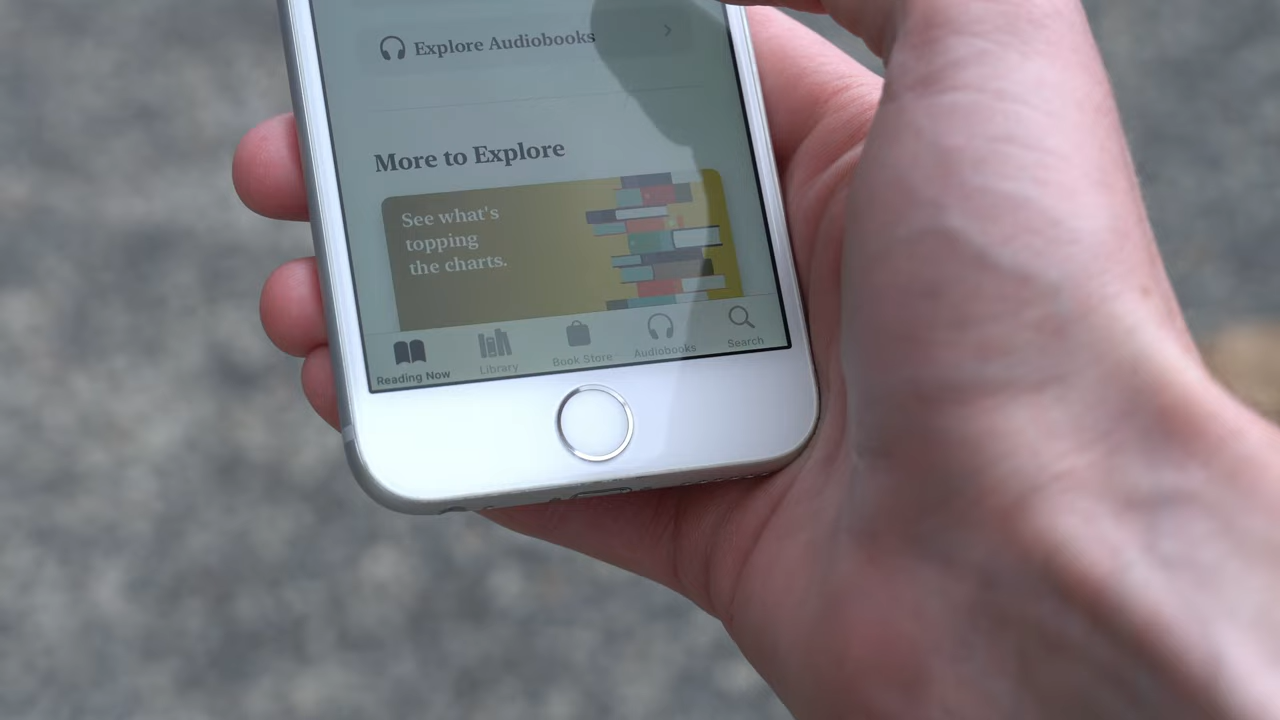 Explore Audiobooks
More to Explore
See what's
topping
the charts.
Reading Now
Library
Book Store
Audiobooks
Search